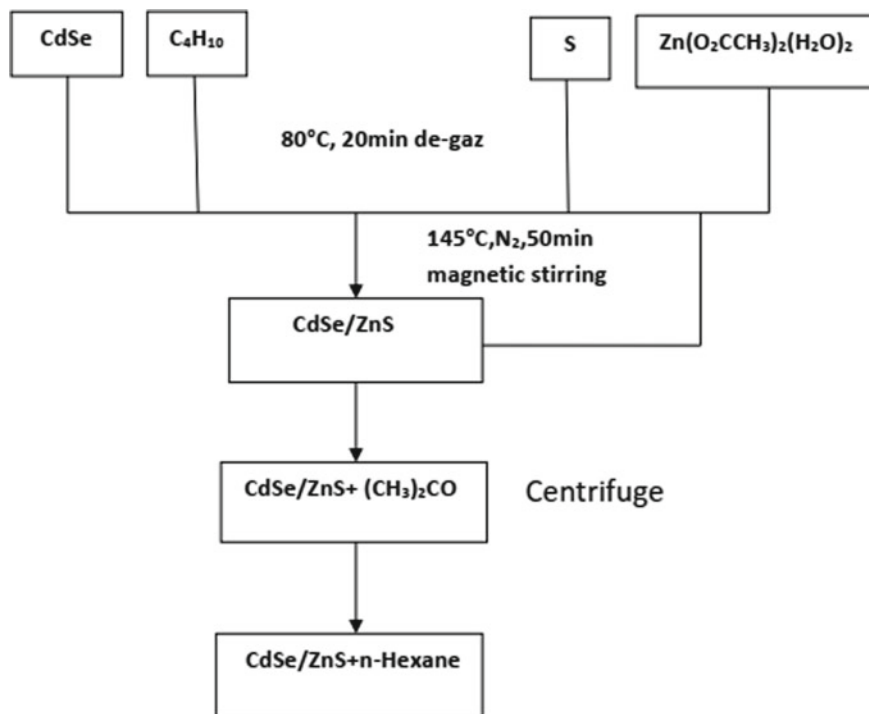 CdSe
C₄H₁₀
S
Zn(O₂CCH₃)₂(H₂O)₂
80°C, 20min de-gaz
145°C,N₂,50min
magnetic stirring
CdSe/ZnS
CdSe/ZnS+ (CH₃)₂CO
Centrifuge
CdSe/ZnS+n-Hexane